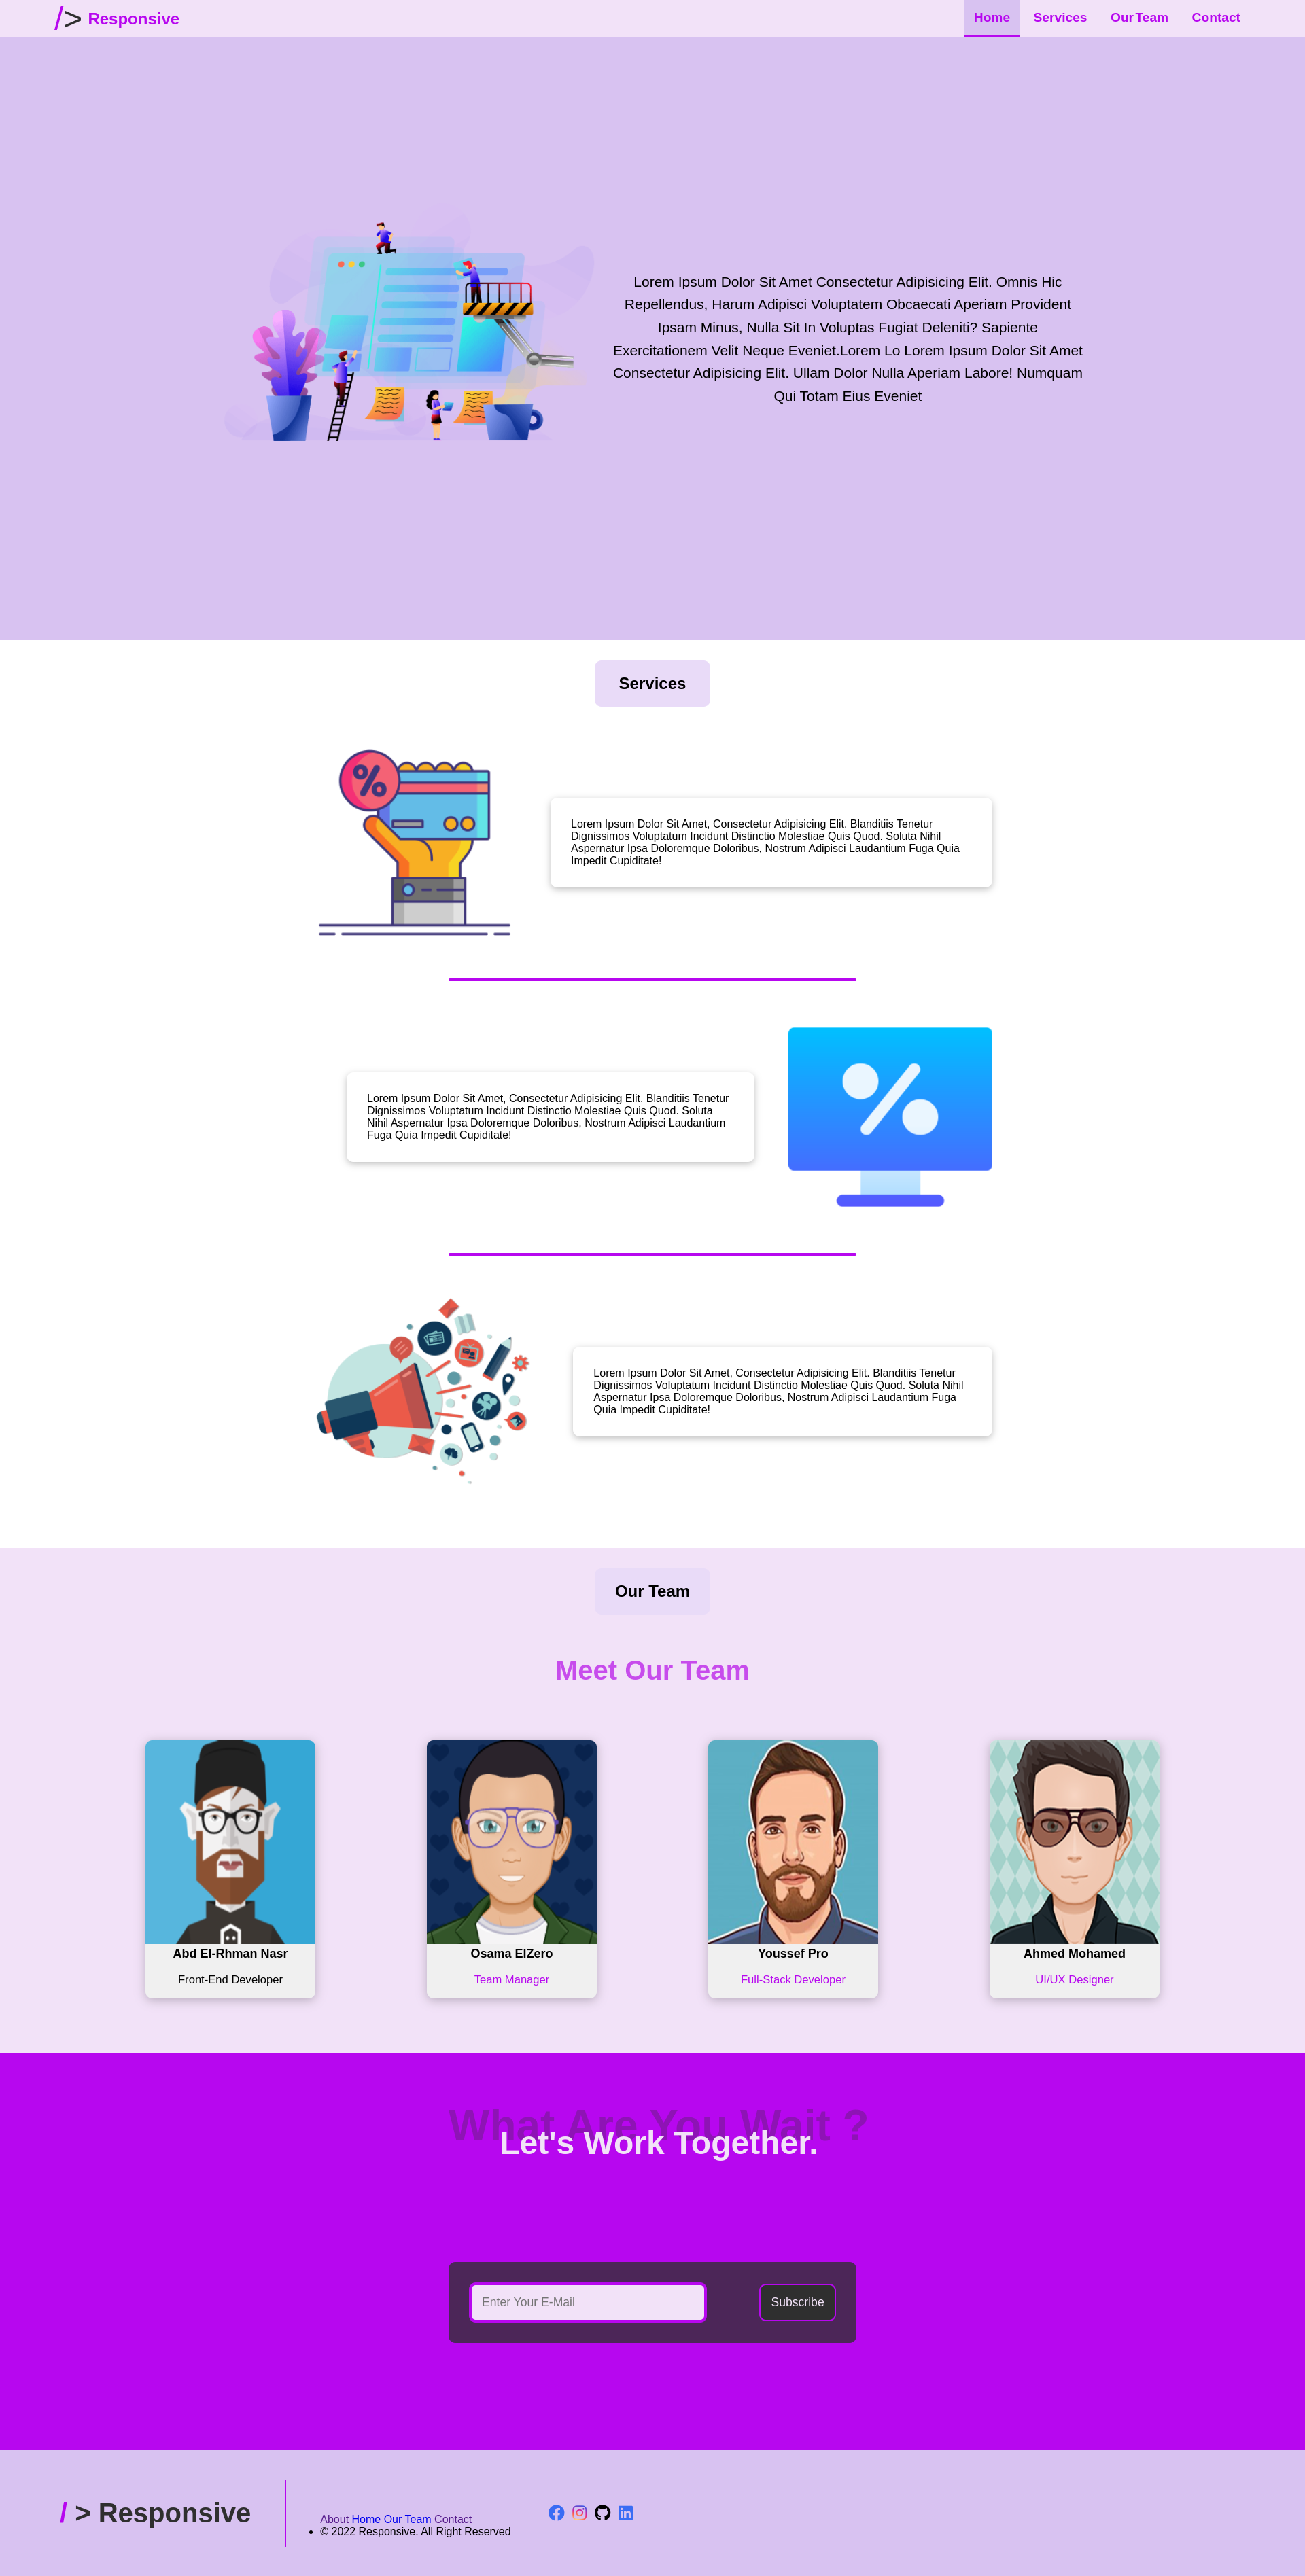 /> Responsive
Home Services Our Team Contact
Lorem Ipsum Dolor Sit Amet Consectetur Adipisicing Elit. Omnis Hic
Repellendus, Harum Adipisci Voluptatem Obcaecati Aperiam Provident
Ipsam Minus, Nulla Sit In Voluptas Fugiat Deleniti? Sapiente
Exercitationem Velit Neque Eveniet.Lorem Lo Lorem Ipsum Dolor Sit Amet
Consectetur Adipisicing Elit. Ullam Dolor Nulla Aperiam Labore! Numquam
Qui Totam Eius Eveniet
Services
%
Lorem Ipsum Dolor Sit Amet, Consectetur Adipisicing Elit. Blanditiis Tenetur
Dignissimos Voluptatum Incidunt Distinctio Molestiae Quis Quod. Soluta Nihil
Aspernatur Ipsa Doloremque Doloribus, Nostrum Adipisci Laudantium Fuga Quia
Impedit Cupiditate!
Lorem Ipsum Dolor Sit Amet, Consectetur Adipisicing Elit. Blanditiis Tenetur
Dignissimos Voluptatum Incidunt Distinctio Molestiae Quis Quod. Soluta
Nihil Aspernatur Ipsa Doloremque Doloribus, Nostrum Adipisci Laudantium
Fuga Quia Impedit Cupiditate!
%
Lorem Ipsum Dolor Sit Amet, Consectetur Adipisicing Elit. Blanditiis Tenetur
Dignissimos Voluptatum Incidunt Distinctio Molestiae Quis Quod. Soluta Nihil
Aspernatur Ipsa Doloremque Doloribus, Nostrum Adipisci Laudantium Fuga
Quia Impedit Cupiditate!
Our Team
Meet Our Team
Abd El-Rhman Nasr
Front-End Developer
Osama ElZero
Team Manager
Youssef Pro
Full-Stack Developer
Ahmed Mohamed
UI/UX Designer
What Are You Wait ?
Let's Work Together.
Enter Your E-Mail
Subscribe
/ > Responsive
About Home Our Team Contact
• © 2022 Responsive. All Right Reserved